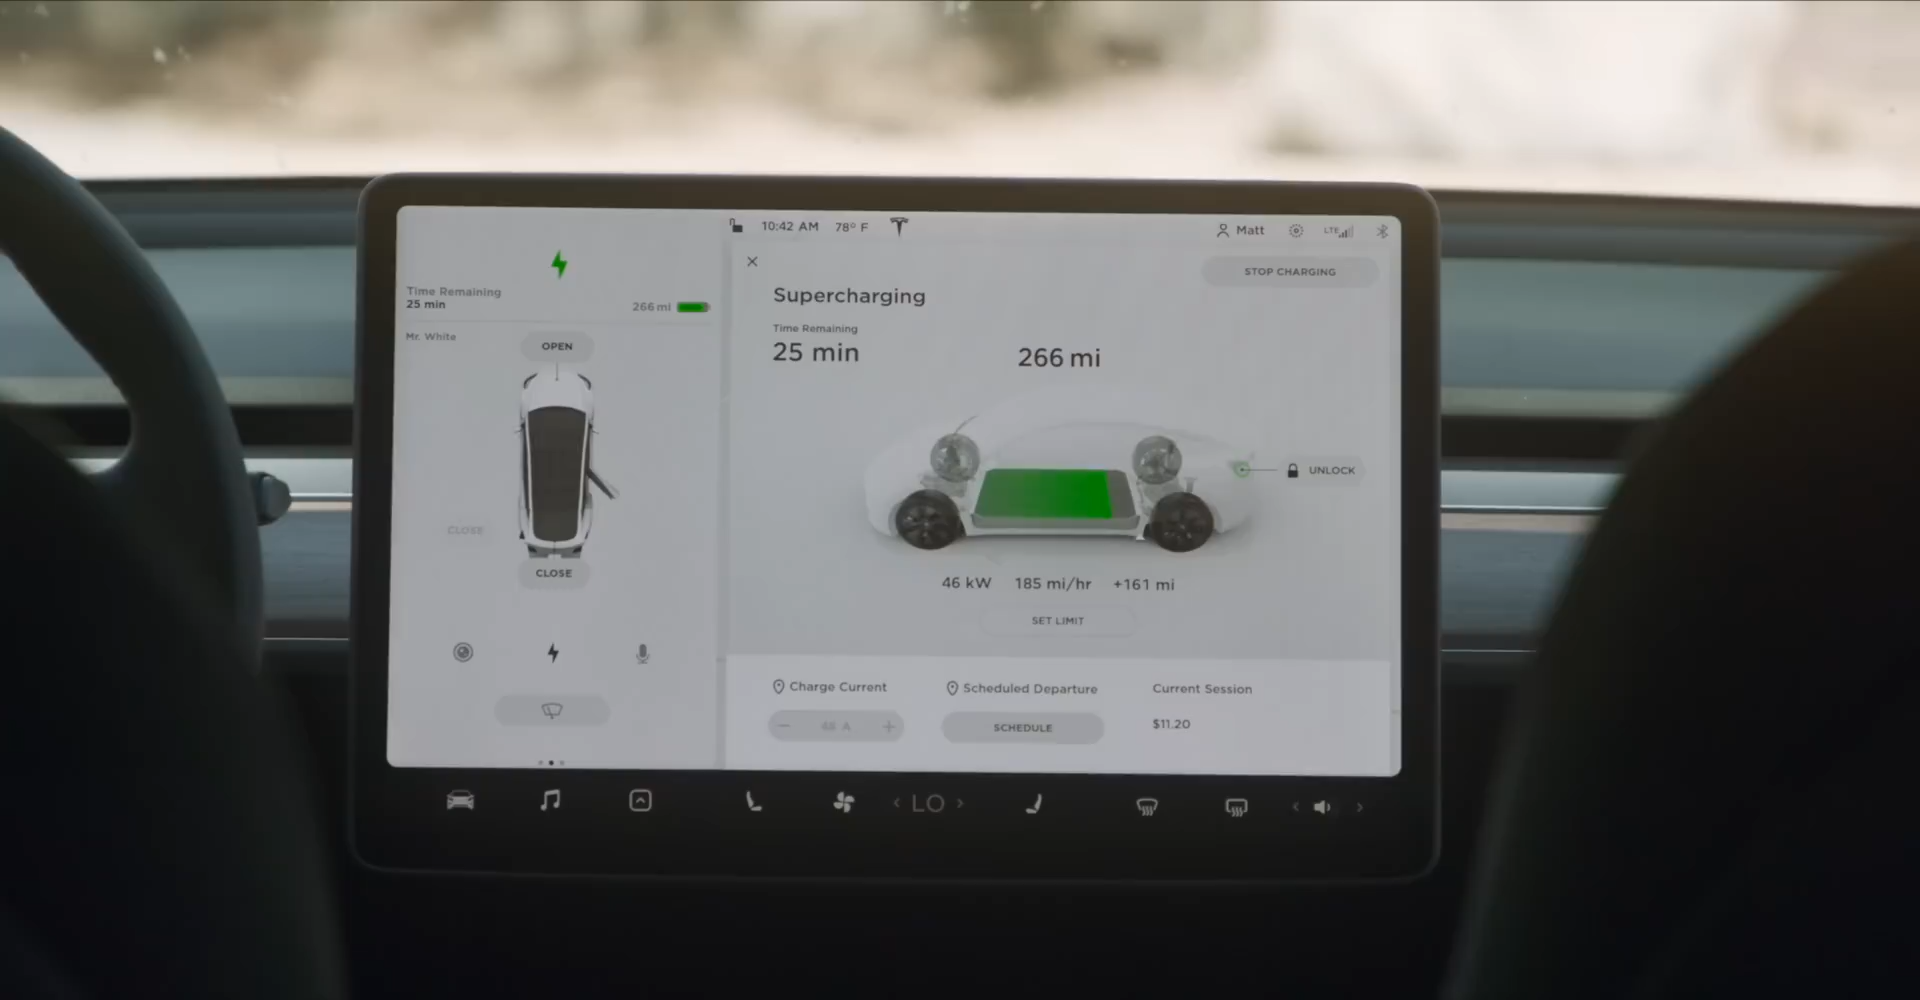 10:42 AM 78° F
Matt
LTE
Time Remaining
25 min
266 mi
Mr. White
OPEN
CLOSE
CLOSE
STOP CHARGING
Supercharging
Time Remaining
25 min
266 mi
UNLOCK
46 kW 185 mi/hr +161 mi
SET LIMIT
Charge Current
Scheduled Departure
SCHEDULE
Current Session
$11.20
LO